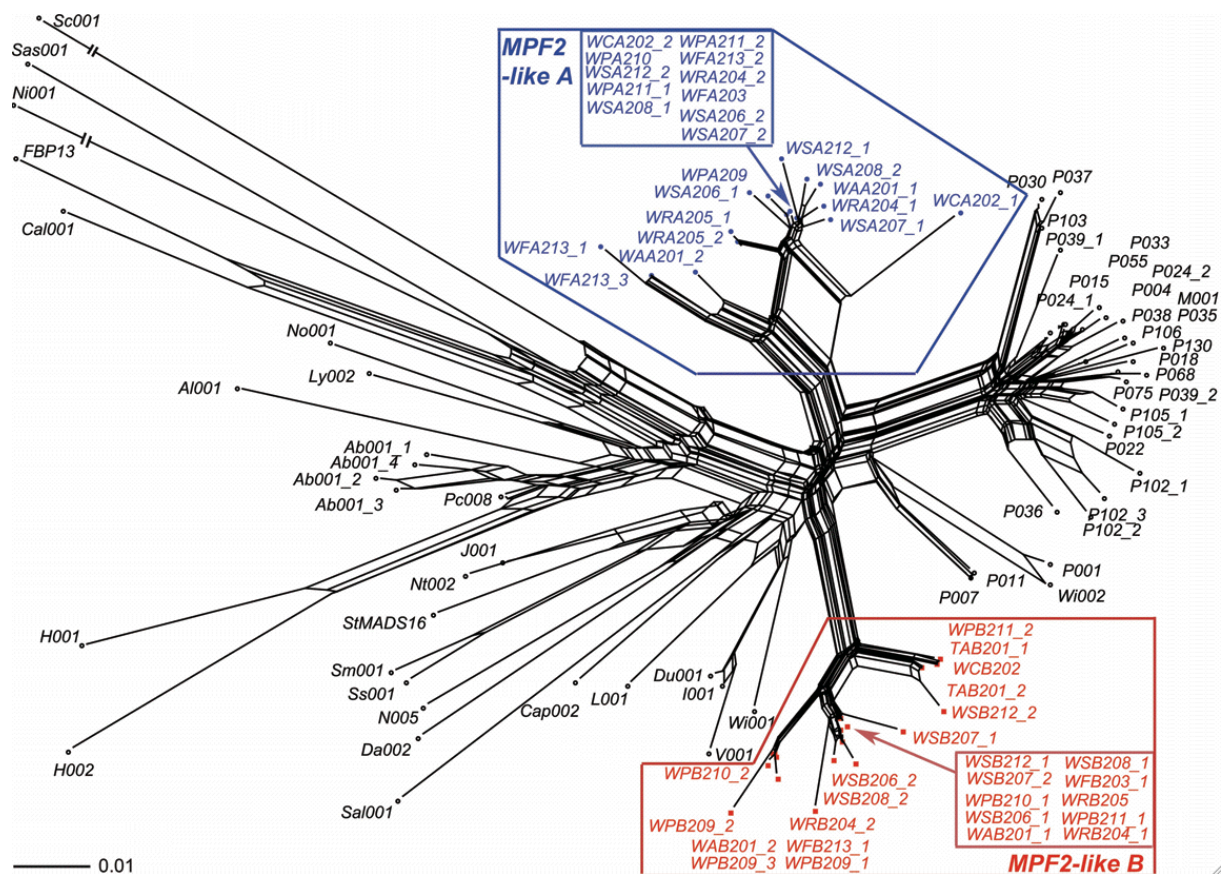 Sc001
Sas001
Ni001
FBP13
Cal001
No001
Ly002
Al001
Ab001_1
Ab001_4
Ab001_2
Ab001_3
Pc008
J001
Nt002
StMADS16
H001
Sm001
Ss001
N005
Da002
H002
Sal001
Cap002
L001
Du001
I001
Wi001
V001
MPF2
-like A
WCA202_2 WPA211_2
WPA210 WFA213_2
WSA212_2 WRA204_2
WPA211_1 WFA203
WSA208_1 WSA206_2
WSA207_2
WSA212_1
WPA209
WSA208_2
WSA206_1
WAA201_1
WCA202_1
WRA204_1
WRA205_1
WSA207_1
WRA205_2
WFA213_1
WAA201_2
WFA213_3
P030
P037
P103
P039_1
P033
P055
P024_2
P015
P004
M001
P024_1
P038
P035
P106
P130
P018
P068
P075
P039_2
P105_1
P105_2
P022
P102_1
P036
P102_3
P102_2
P011
P001
P007
Wi002
WPB211_2
TAB201_1
WCB202
TAB201_2
WSB212_2
WSB207_1
WPB210_2
WSB206_2
WSB208_2
WPB209_2
WRB204_2
WAB201_2 WFB213_1
WPB209_3 WPB209_1
WSB212_1 WSB208_1
WSB207_2 WFB203_1
WPB210_1 WRB205
WSB206_1 WPB211_1
WAB201_1 WRB204_1
MPF2-like B
0.01